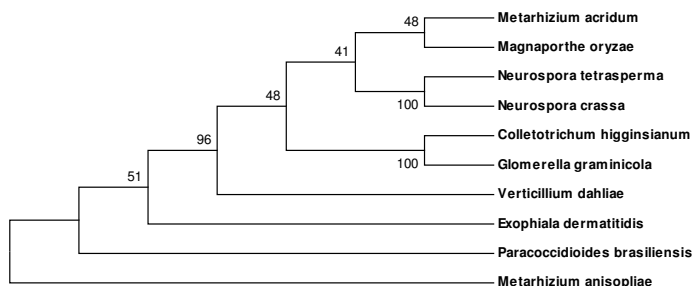 48 Metarhizium acridum
Magnaporthe oryzae
41
Neurospora tetrasperma
48
100 Neurospora crassa
Colletotrichum higginsianum
96
100 Glomerella graminicola
51
Verticillium dahliae
Exophiala dermatitidis
Paracoccidioides brasiliensis
Metarhizium anisopliae